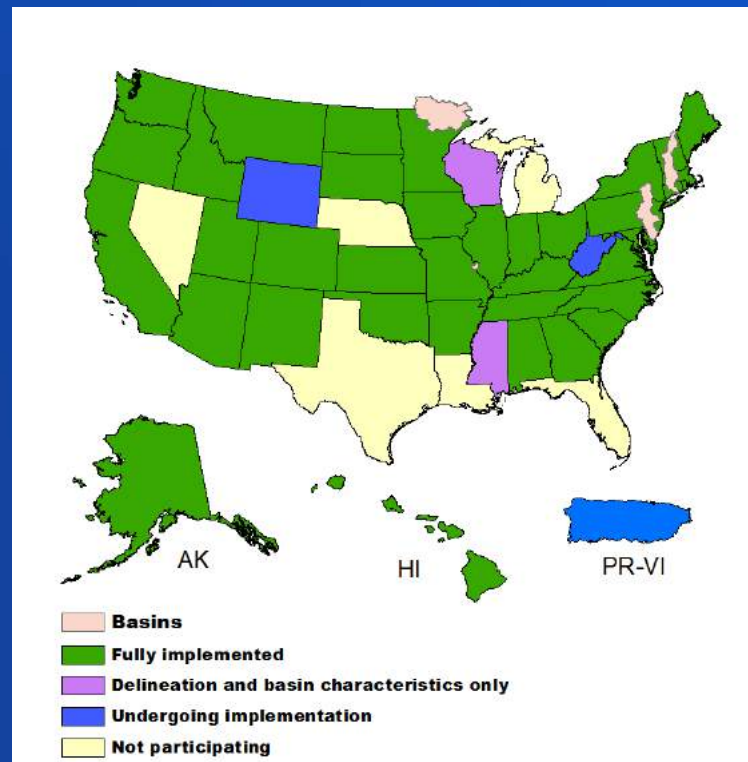 AK
HI
PR-VI
Basins
Fully implemented
Delineation and basin characteristics only
Undergoing implementation
Not participating